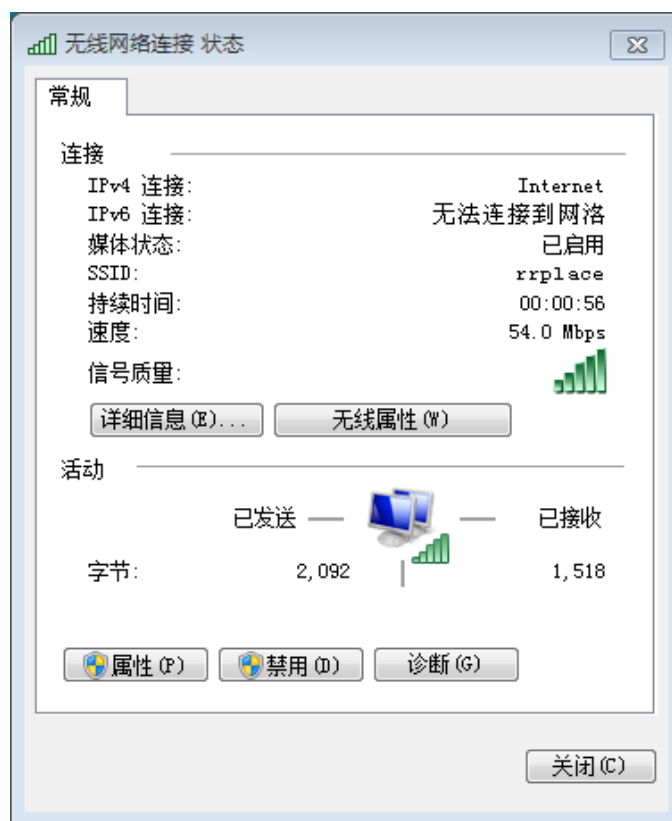 无线网络连接 状态
常规
连接
IPv4 连接: Internet
IPv6 连接: 无法连接到网络
媒体状态: 已启用
SSID: rrplace
持续时间: 00:00:56
速度: 54.0 Mbps
信号质量:
详细信息(E)... 无线属性(W)
活动
已发送 — — 已接收
字节: 2,092 | 1,518
属性(P) 禁用(D) 诊断(G)
关闭(C)